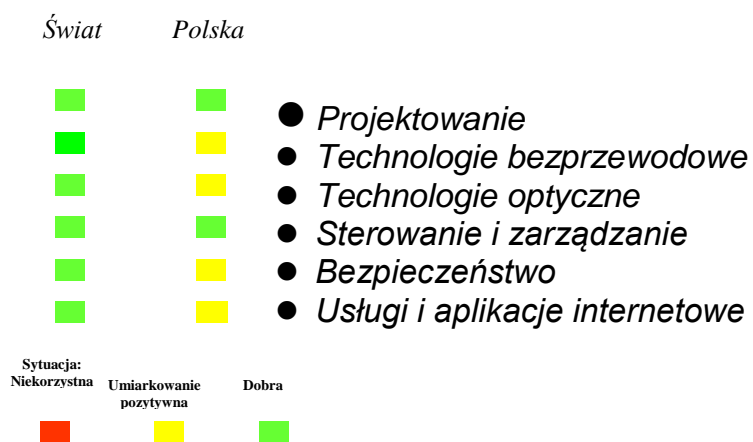 Świat Polska
● Projektowanie
● Technologie bezprzewodowe
● Technologie optyczne
● Sterowanie i zarządzanie
● Bezpieczeństwo
● Usługi i aplikacje internetowe
Sytuacja:
Niekorzystna
Umiarkowanie
pozytywna
Dobra